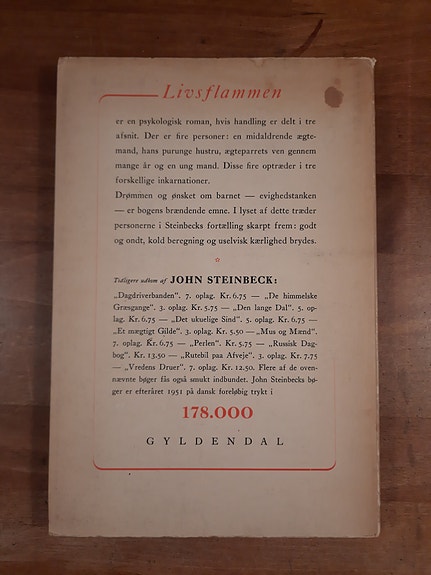 Livsflammen
er en psykologisk roman, hvis handling er delt i tre
afsnit. Der er fire personer: en midaldrende ægte-
mand, hans purunge hustru, ægteparrets ven gennem
mange år og en ung mand. Disse fire optræder i tre
forskellige inkarnationer.
Drømmen og ønsket om barnet — evighedstanken
— er bogens brændende emne. I lyset af dette træder
personerne i Steinbecks fortælling skarpt frem: godt
og ondt, kold beregning og uselvisk kærlighed brydes.
Tidligere udkom af JOHN STEINBECK:
„Dagdriverbanden”. 7. oplag. Kr. 6.75 — „De himmelske
Græsgange”. 3. oplag. Kr. 5.75 — „Den lange Dal”. 5. op-
lag. Kr. 6.75 — „Det ukuelige Sind”. 5. oplag. Kr. 6.75 —
„Et mægtigt Gilde”. 3. oplag. Kr. 5.50 — „Mus og Mænd”.
7. oplag. Kr. 6.75 — „Perlen”. Kr. 5.75 — „Russisk Dag-
bog”. Kr. 13.50 — „Rutebil paa Afveje”. 3. oplag. Kr. 7.75
— „Vredens Druer”. 7. oplag. Kr. 12.50. Flere af de oven-
nævnte bøger fås også smukt indbundet. John Steinbecks bø-
ger er efteråret 1951 på dansk foreløbig trykt i
178.000
GYLDENDAL